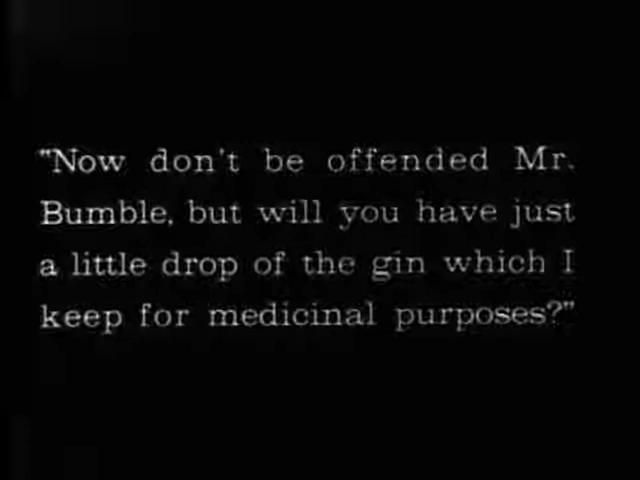 "Now don't be offended Mr.
Bumble, but will you have just
a little drop of the gin which I
keep for medicinal purposes?"